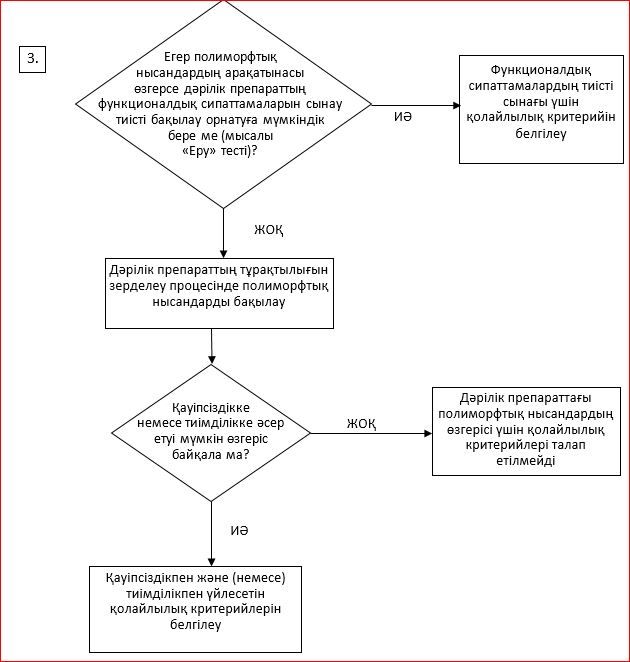 3.
Егер полиморфтық
нысандардың арақатынасы
өзгерсе дәрілік препараттың
функционалдық сипаттамаларын сынау
тиісті бақылау орнатуға мүмкіндік
бере ме (мысалы
«Еру» тесті)?
ИӘ
Функционалдық
сипаттамалардың тиісті
сынағы үшін
қолайлылық критерийін
белгілеу
ЖОҚ
Дәрілік препараттың тұрақтылығын
зерделеу процесінде полиморфтық
нысандарды бақылау
Қауіпсіздікке
немесе тиімділікке әсер
етуі мүмкін өзгеріс
байқала ма?
ЖОҚ
Дәрілік препараттағы
полиморфтық нысандардың
өзгерісі үшін қолайлылық
критерийлері талап
етілмейді
ИӘ
Қауіпсіздікпен және (немесе)
тиімділікпен үйлесетін
қолайлылық критерийлерін
белгілеу